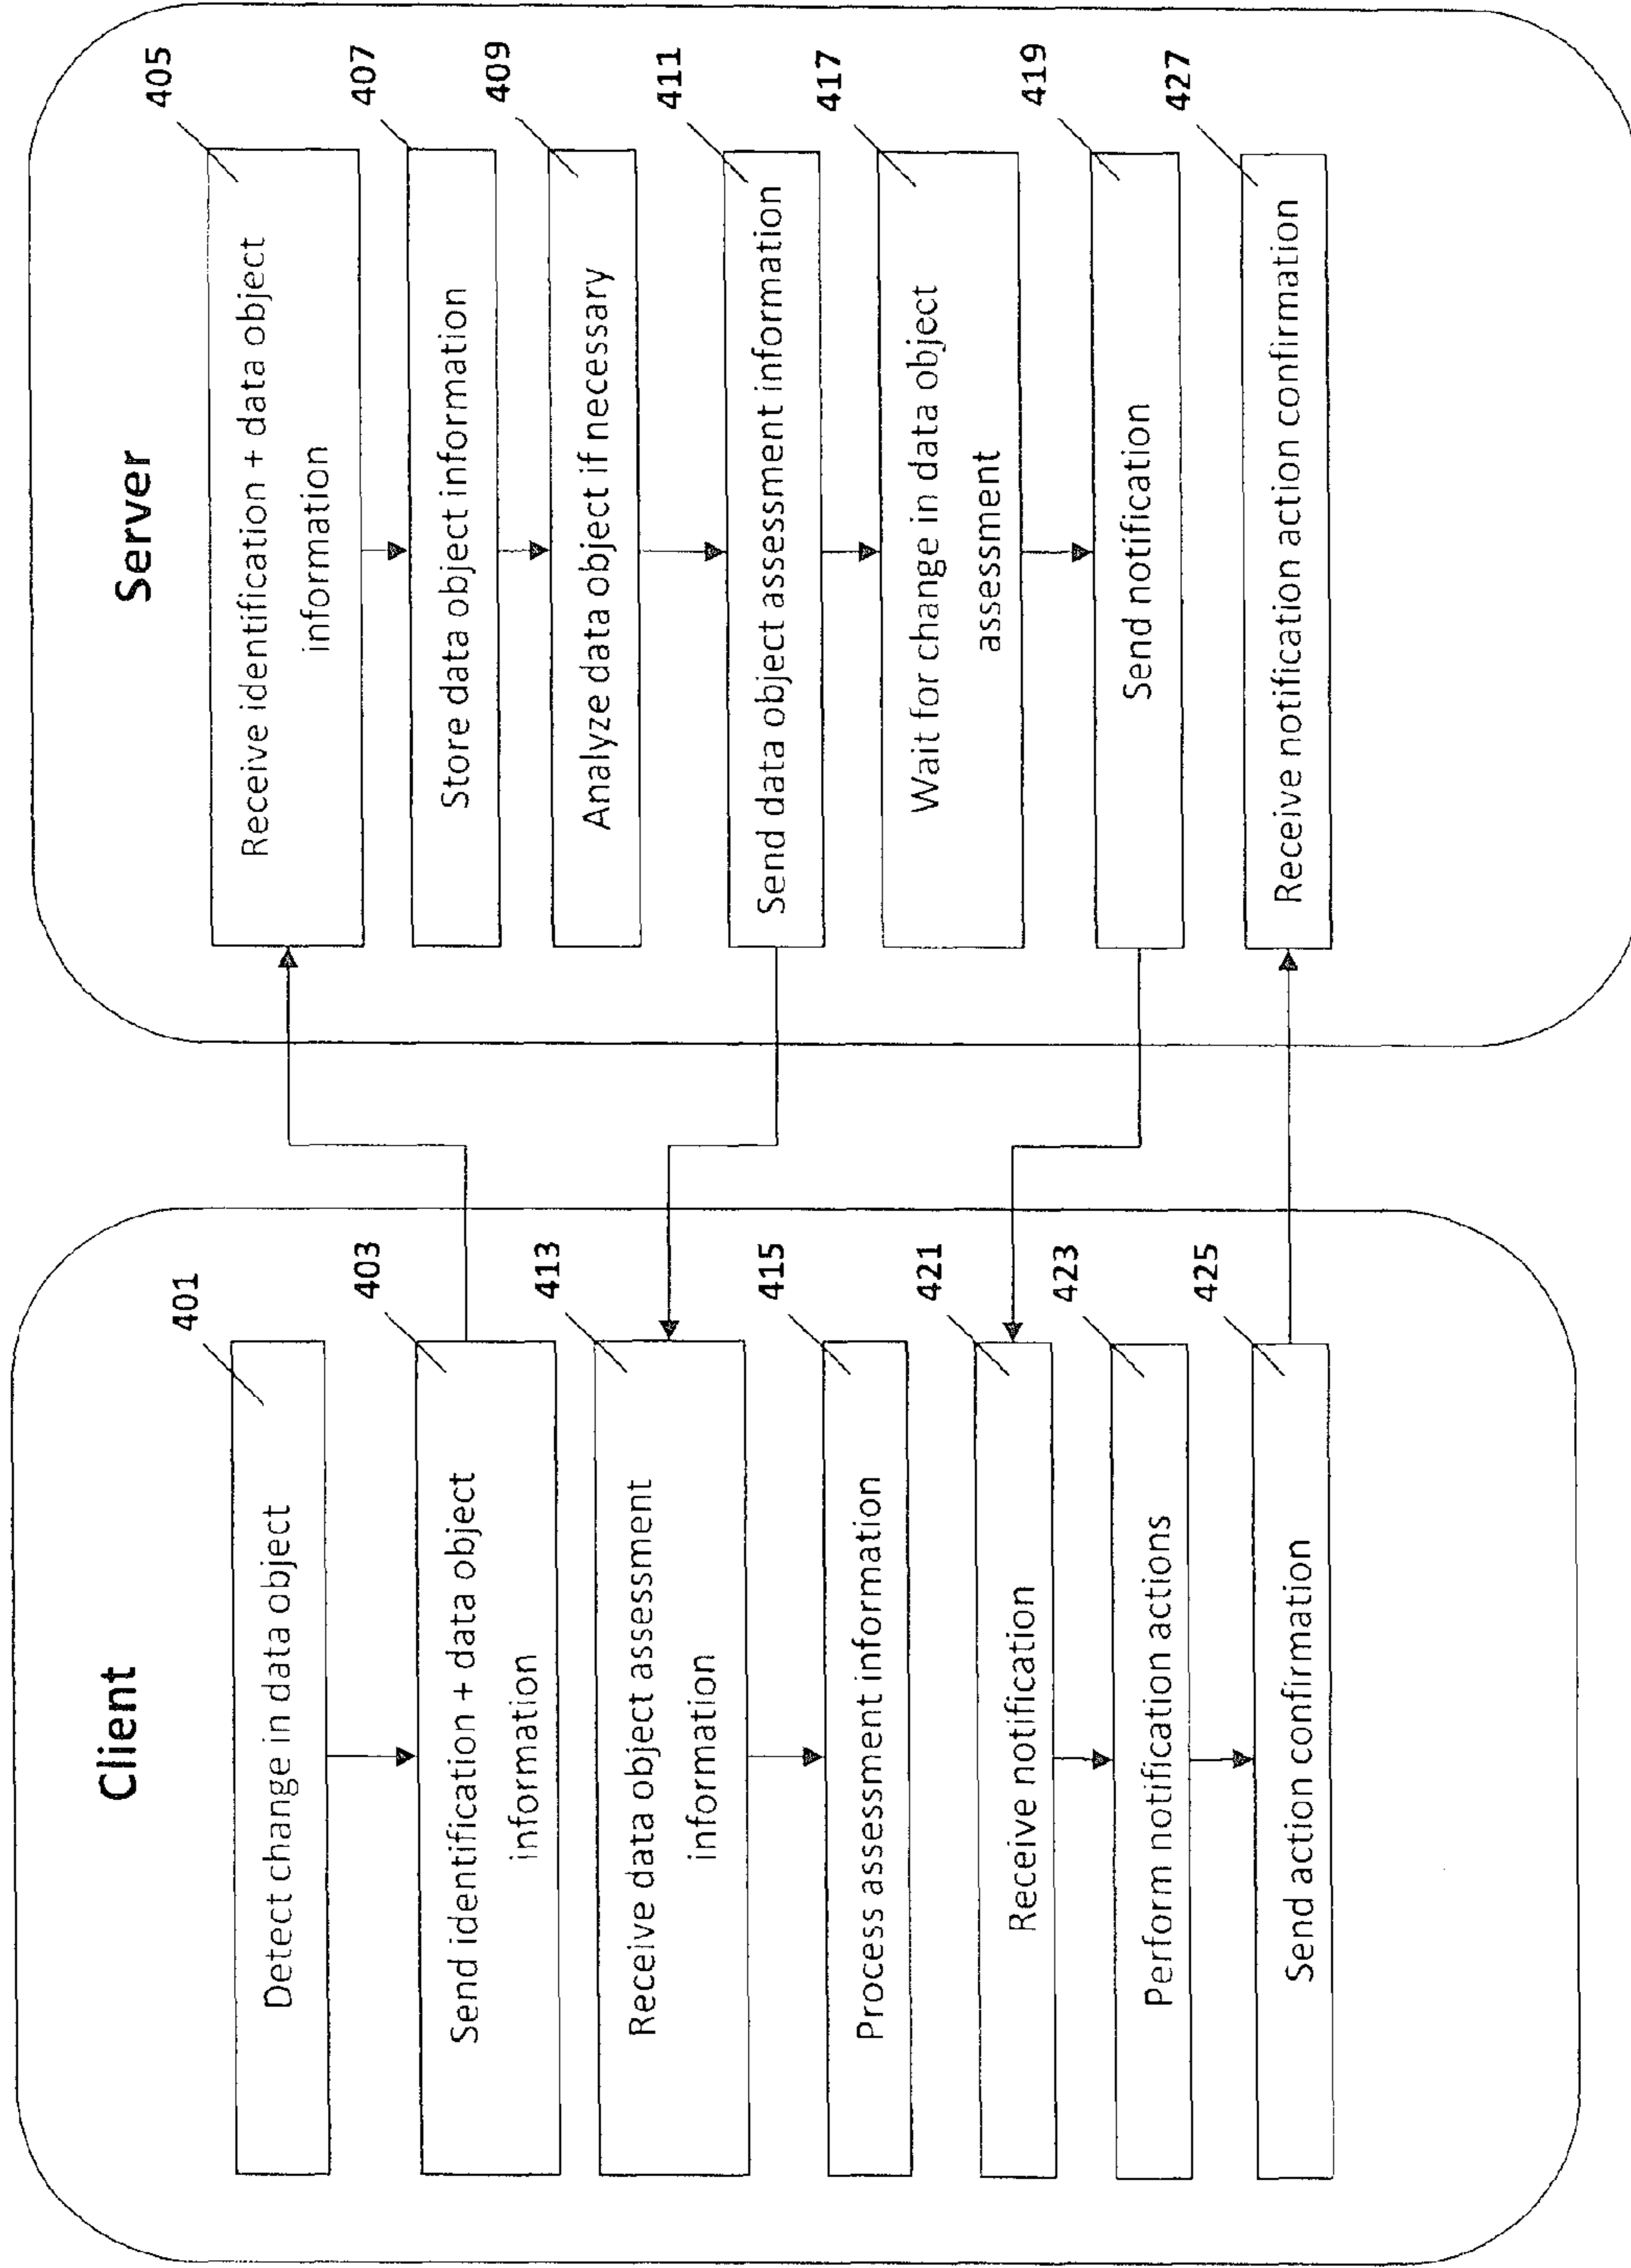 Client
401
Detect change in data object
403
Send identification + data object
information
413
Receive data object assessment
information
415
Process assessment information
421
Receive notification
423
Perform notification actions
425
Send action confirmation
Server
405
Receive identification + data object
information
407
Store data object information
409
Analyze data object if necessary
411
Send data object assessment information
417
Wait for change in data object
assessment
419
Send notification
427
Receive notification action confirmation